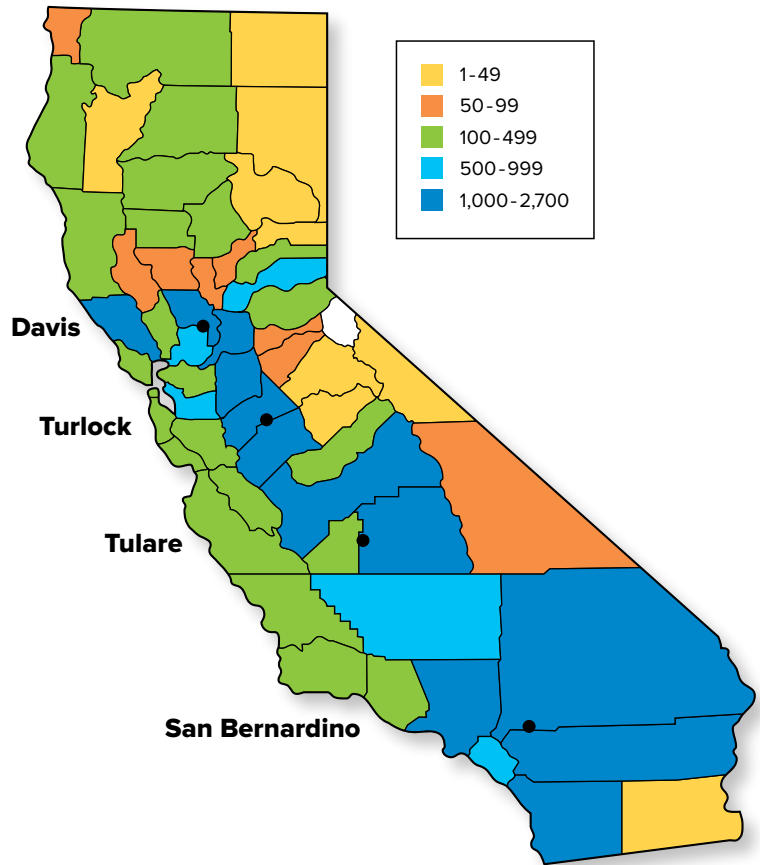 1-49
50-99
100-499
500-999
1,000-2,700
Davis
Turlock
Tulare
San Bernardino